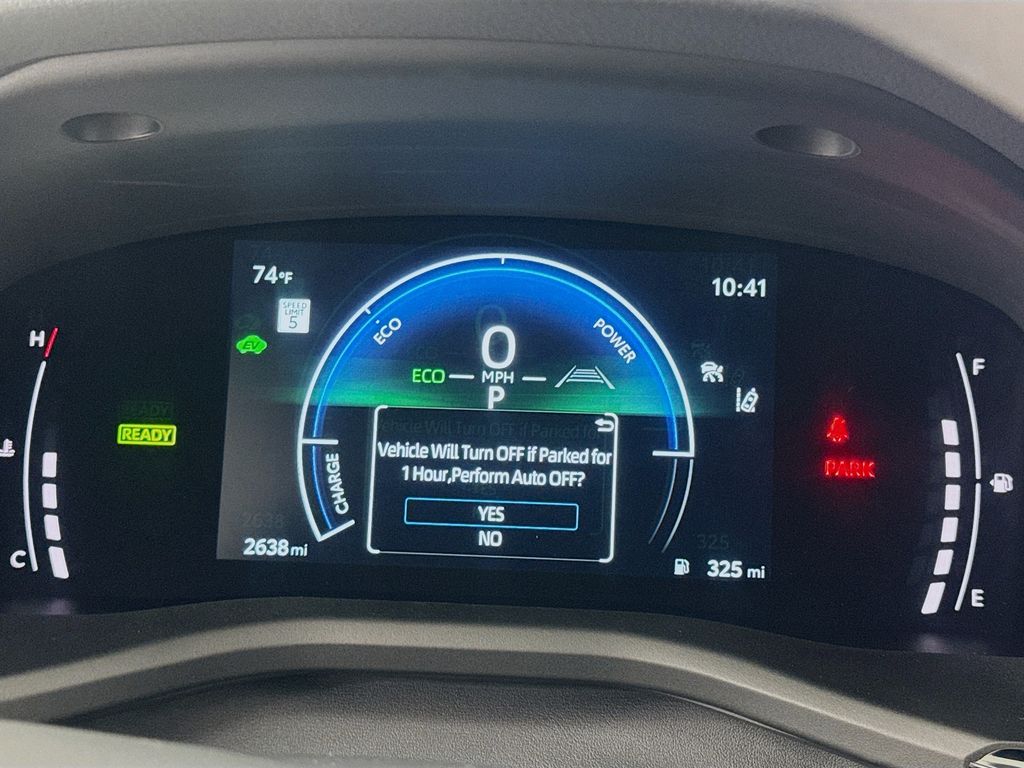 74°F
10:41
SPEED
LIMIT
5
H
EV
ECO
POWER
0
F
ECO
MPH
P
READY
PARK
Vehicle Will Turn OFF if Parked for
1 Hour,Perform Auto OFF?
CHARGE
YES
NO
C
2638 mi
325 mi
E